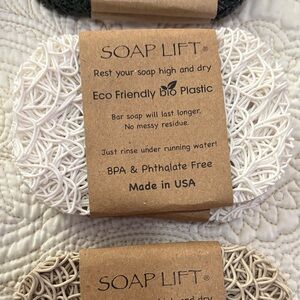 SOAP LIFT®
Rest your soap high and dry
Eco Friendly bio Plastic
Bar soap will last longer.
No messy residue.
Just rinse under running water!
BPA & Phthalate Free
Made in USA
SOAP LIFT®